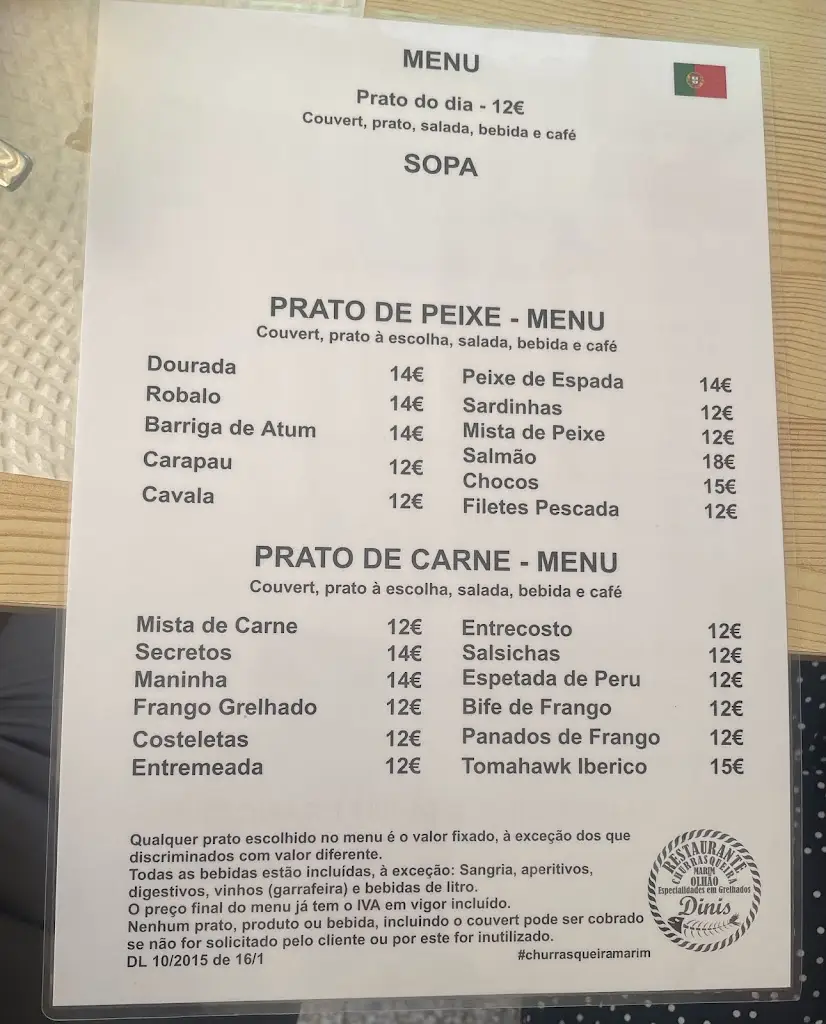 MENU
Prato do dia - 12€
Couvert, prato, salada, bebida e café
SOPA
PRATO DE PEIXE - MENU
Couvert, prato à escolha, salada, bebida e café
Dourada 14€
Robalo 14€
Barriga de Atum 14€
Carapau 12€
Cavala 12€
Peixe de Espada 14€
Sardinhas 12€
Mista de Peixe 12€
Salmão 18€
Chocos 15€
Filetes Pescada 12€
PRATO DE CARNE - MENU
Couvert, prato à escolha, salada, bebida e café
Mista de Carne 12€
Secretos 14€
Maninha 14€
Frango Grelhado 12€
Costeletas 12€
Entremeada 12€
Entrecosto 12€
Salsichas 12€
Espetada de Peru 12€
Bife de Frango 12€
Panados de Frango 12€
Tomahawk Iberico 15€
Qualquer prato escolhido no menu é o valor fixado, à exceção dos que
discriminados com valor diferente.
Todas as bebidas estão incluídas, à exceção: Sangria, aperitivos,
digestivos, vinhos (garrafeira) e bebidas de litro.
O preço final do menu já tem o IVA em vigor incluído.
Nenhum prato, produto ou bebida, incluindo o couvert pode ser cobrado
se não for solicitado pelo cliente ou por este for inutilizado.
DL 10/2015 de 16/1
#churrasqueiramarim
RESTAURANTE
CHURRASQUEIRA
MARIM
OLHÃO
Especialidades em Grelhados
Dinis